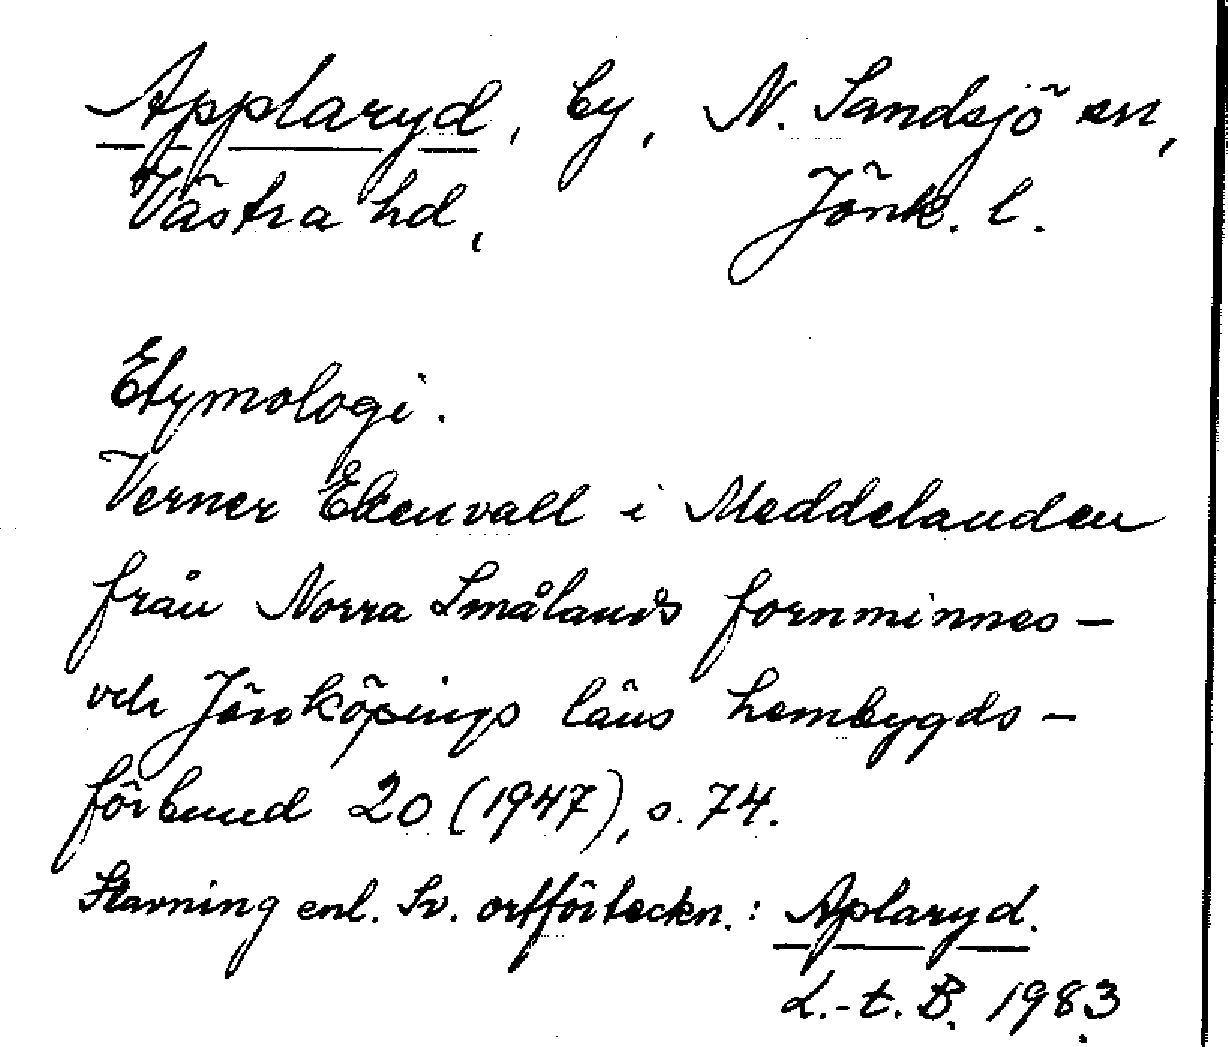 Applaryd, by, N. Sandsjö sn,
Västra hd, Jönk. l.
Etymologi.
Verner Ekenvall i Meddelanden
från Norra Smålands fornminnes-
och Jönköpings läns hembygds-
förbund 20 (1947), s. 74.
Stavning enl. Sv. ortförteckn.: Aplaryd.
L.-t. B. 1983